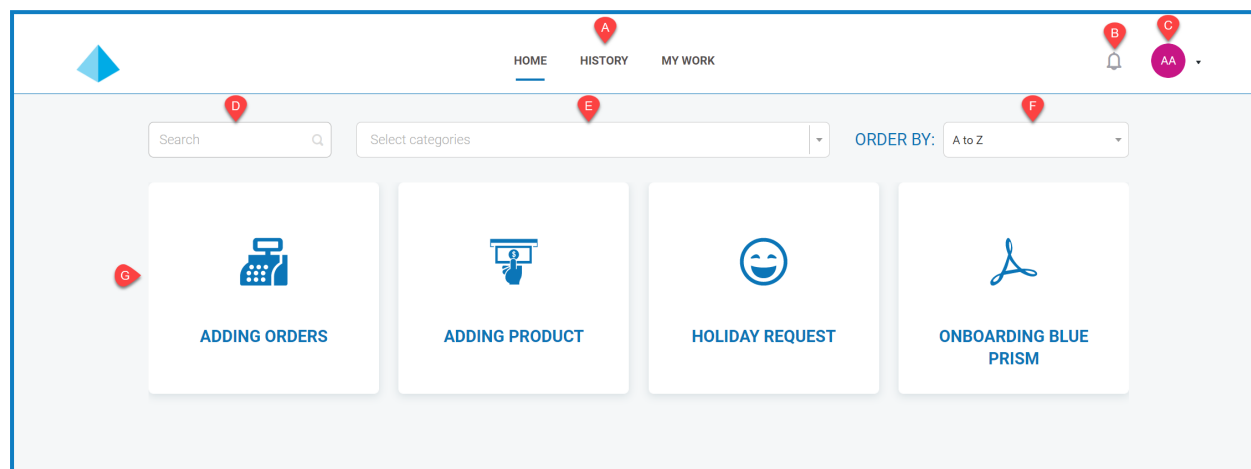 A
B
C
HOME HISTORY MY WORK
AA
D
E
F
Search
Select categories
ORDER BY: A to Z
$
G
ADDING ORDERS
ADDING PRODUCT
HOLIDAY REQUEST
ONBOARDING BLUE
PRISM